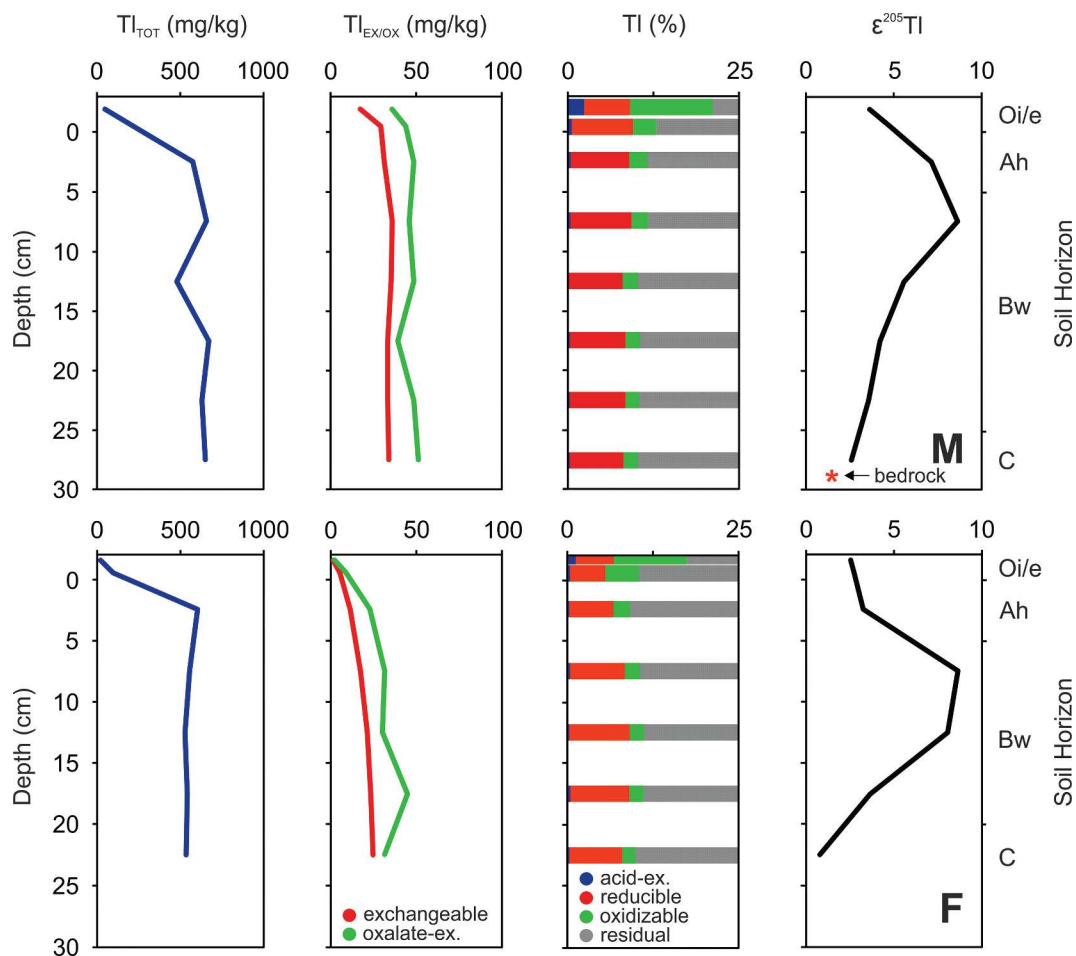 Tl_TOT (mg/kg) Tl_EX/OX (mg/kg) Tl (%) ε²⁰⁵Tl
0 500 1000 0 50 100 0 25 0 5 10
Depth (cm)
0
5
10
15
20
25
30
Oi/e
Ah
Bw
C
Soil Horizon
M
* ← bedrock
0 500 1000 0 50 100 0 25 0 5 10
Depth (cm)
0
5
10
15
20
25
30
exchangeable
oxalate-ex.
acid-ex.
reducible
oxidizable
residual
Oi/e
Ah
Bw
C
Soil Horizon
F